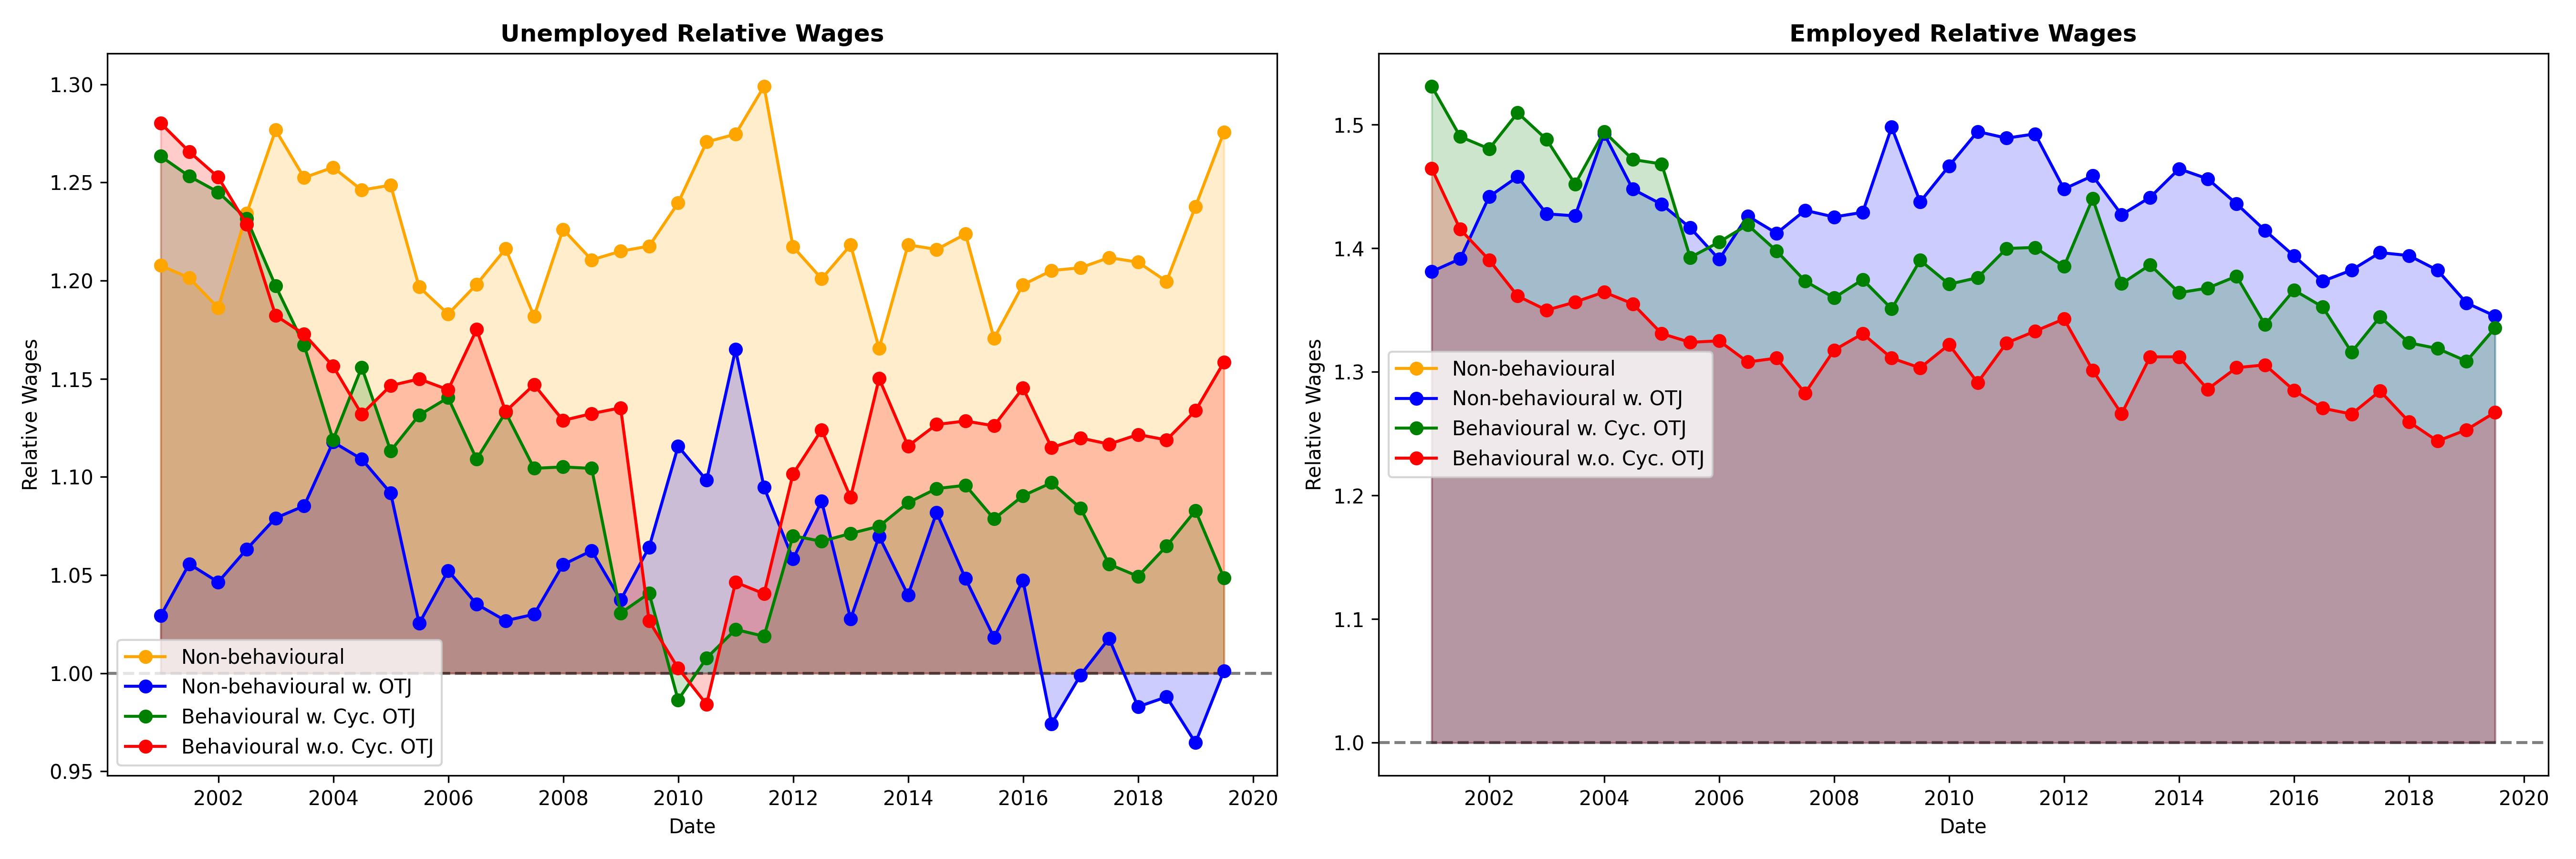 Unemployed Relative Wages
Relative Wages
1.30
1.25
1.20
1.15
1.10
1.05
1.00
0.95
Non-behavioural
Non-behavioural w. OTJ
Behavioural w. Cyc. OTJ
Behavioural w.o. Cyc. OTJ
2002 2004 2006 2008 2010 2012 2014 2016 2018 2020
Date
Employed Relative Wages
Relative Wages
1.5
1.4
1.3
1.2
1.1
1.0
Non-behavioural
Non-behavioural w. OTJ
Behavioural w. Cyc. OTJ
Behavioural w.o. Cyc. OTJ
2002 2004 2006 2008 2010 2012 2014 2016 2018 2020
Date